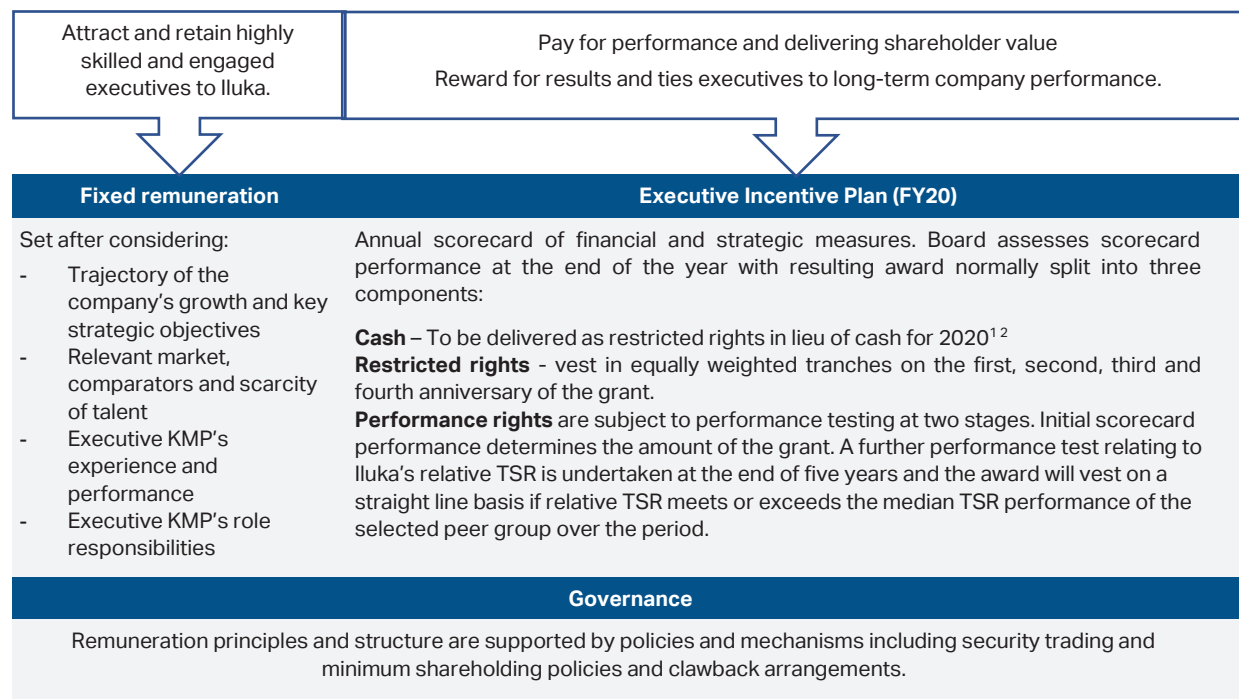 Attract and retain highly
skilled and engaged
executives to Iluka.
Pay for performance and delivering shareholder value
Reward for results and ties executives to long-term company performance.
Fixed remuneration
Set after considering:
- Trajectory of the
company's growth and key
strategic objectives
- Relevant market,
comparators and scarcity
of talent
- Executive KMP's
experience and
performance
- Executive KMP's role
responsibilities
Executive Incentive Plan (FY20)
Annual scorecard of financial and strategic measures. Board assesses scorecard
performance at the end of the year with resulting award normally split into three
components:
Cash – To be delivered as restricted rights in lieu of cash for 2020¹ ²
Restricted rights - vest in equally weighted tranches on the first, second, third and
fourth anniversary of the grant.
Performance rights are subject to performance testing at two stages. Initial scorecard
performance determines the amount of the grant. A further performance test relating to
Iluka's relative TSR is undertaken at the end of five years and the award will vest on a
straight line basis if relative TSR meets or exceeds the median TSR performance of the
selected peer group over the period.
Governance
Remuneration principles and structure are supported by policies and mechanisms including security trading and
minimum shareholding policies and clawback arrangements.